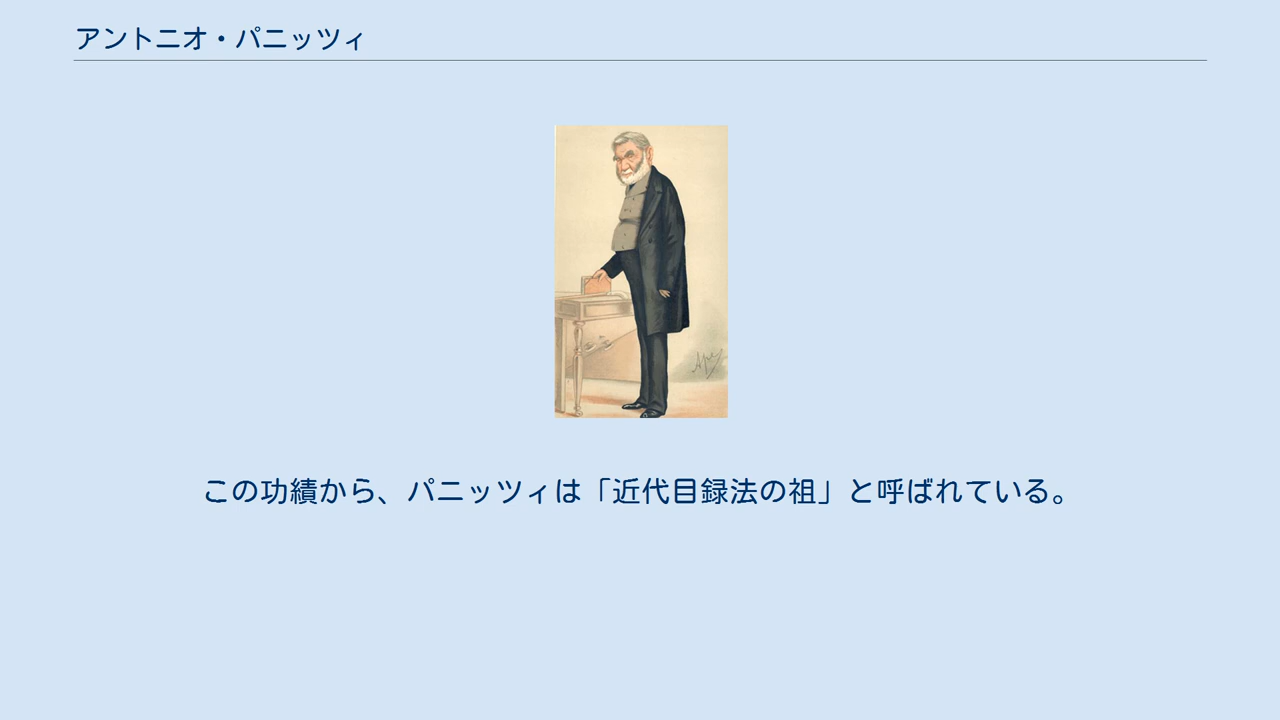 アントニオ・パニッツィ
Ape
この功績から、パニッツィは「近代目録法の祖」と呼ばれている。